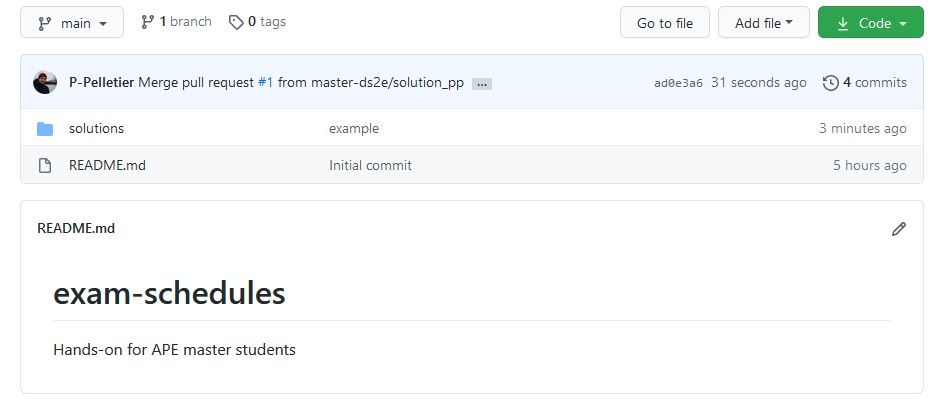 main 1 branch 0 tags Go to file Add file Code
P-Pelletier Merge pull request #1 from master-ds2e/solution_pp ... ad0e3a6 31 seconds ago 4 commits
solutions example 3 minutes ago
README.md Initial commit 5 hours ago
README.md
exam-schedules
Hands-on for APE master students